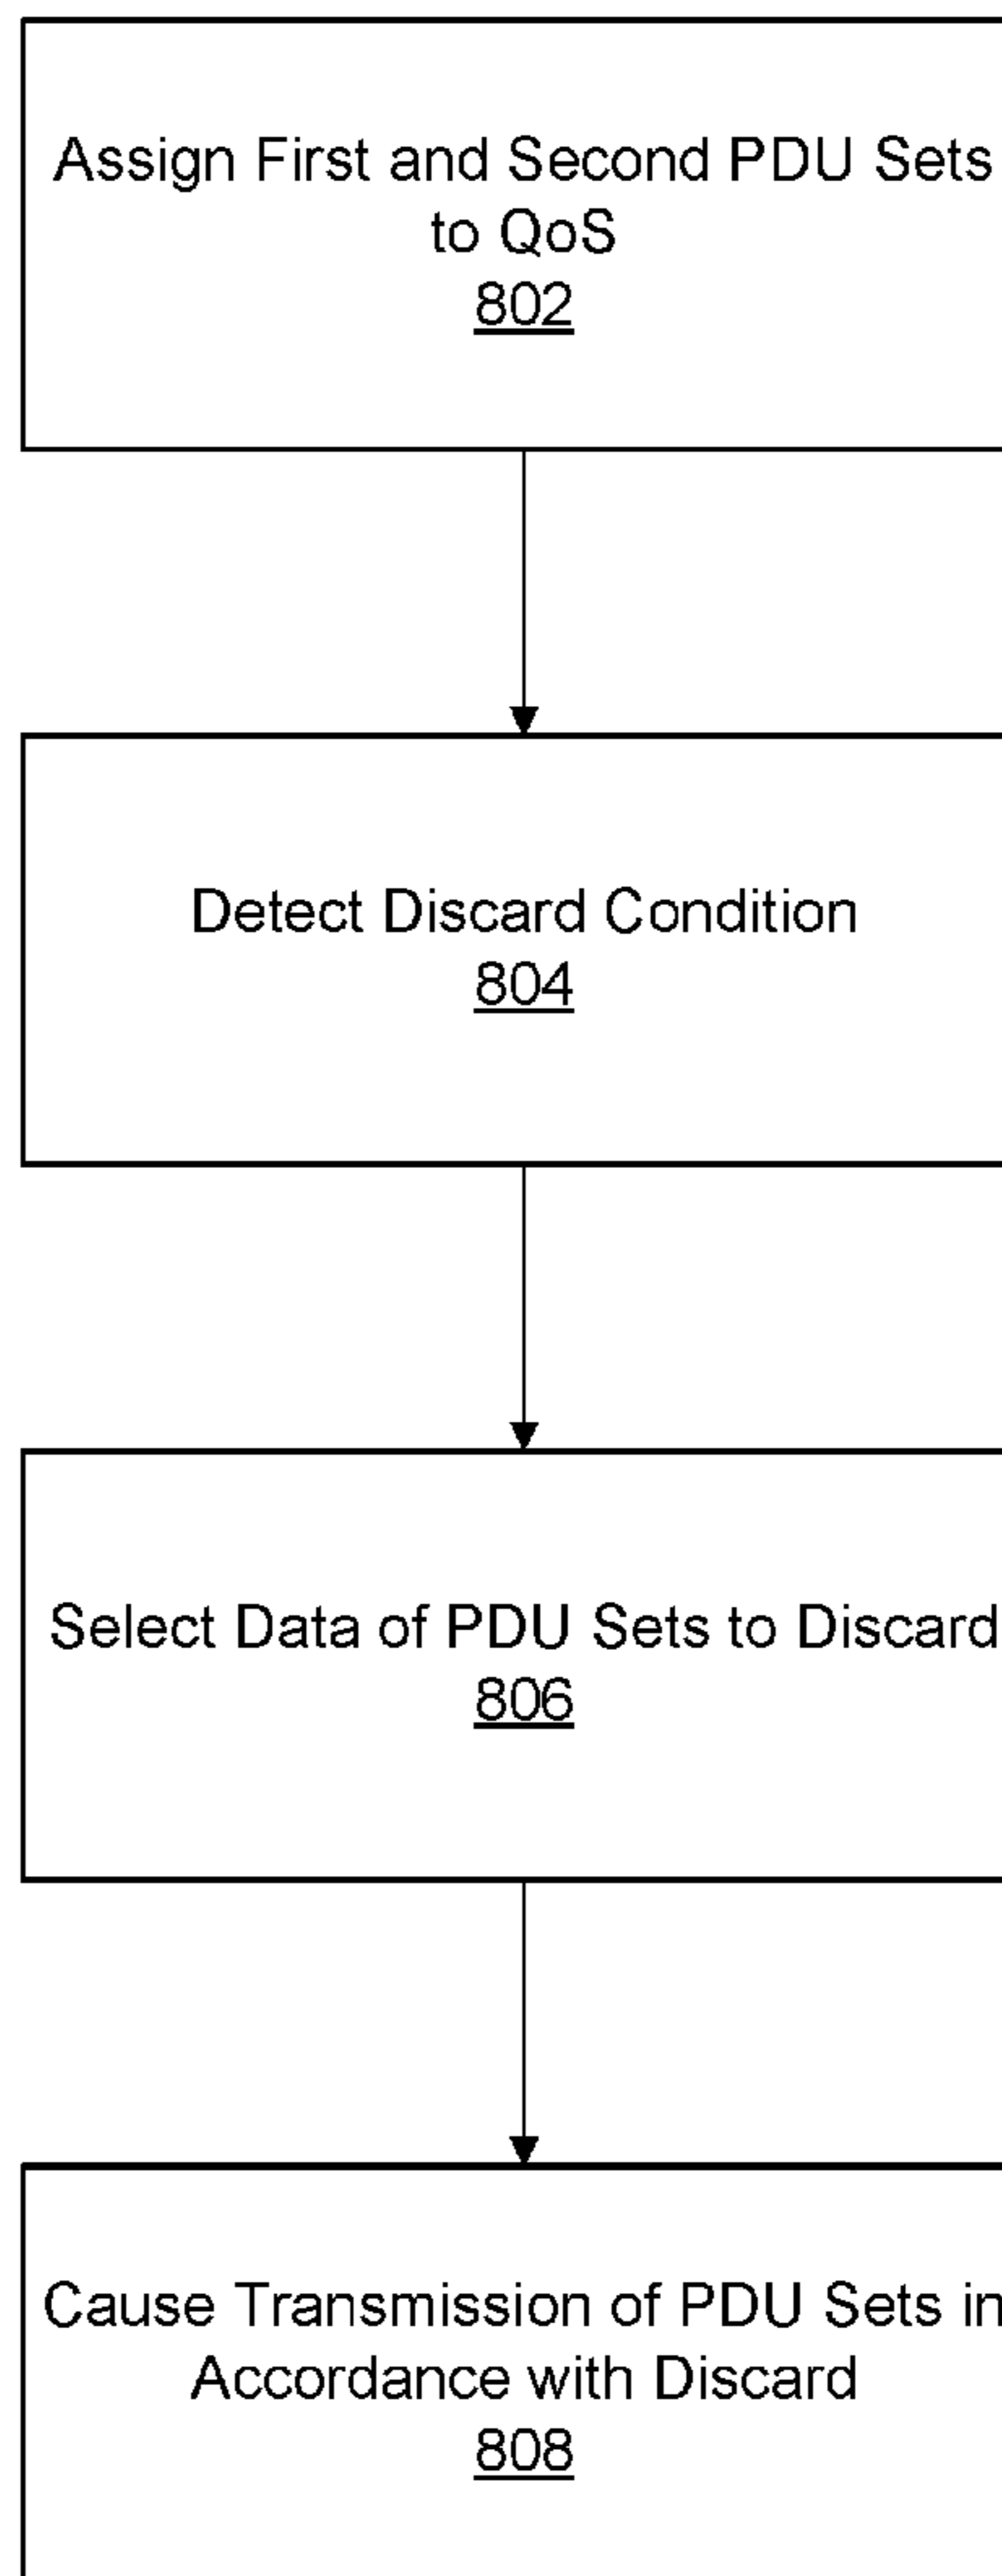 Assign First and Second PDU Sets
to QoS
802
Detect Discard Condition
804
Select Data of PDU Sets to Discard
806
Cause Transmission of PDU Sets in
Accordance with Discard
808